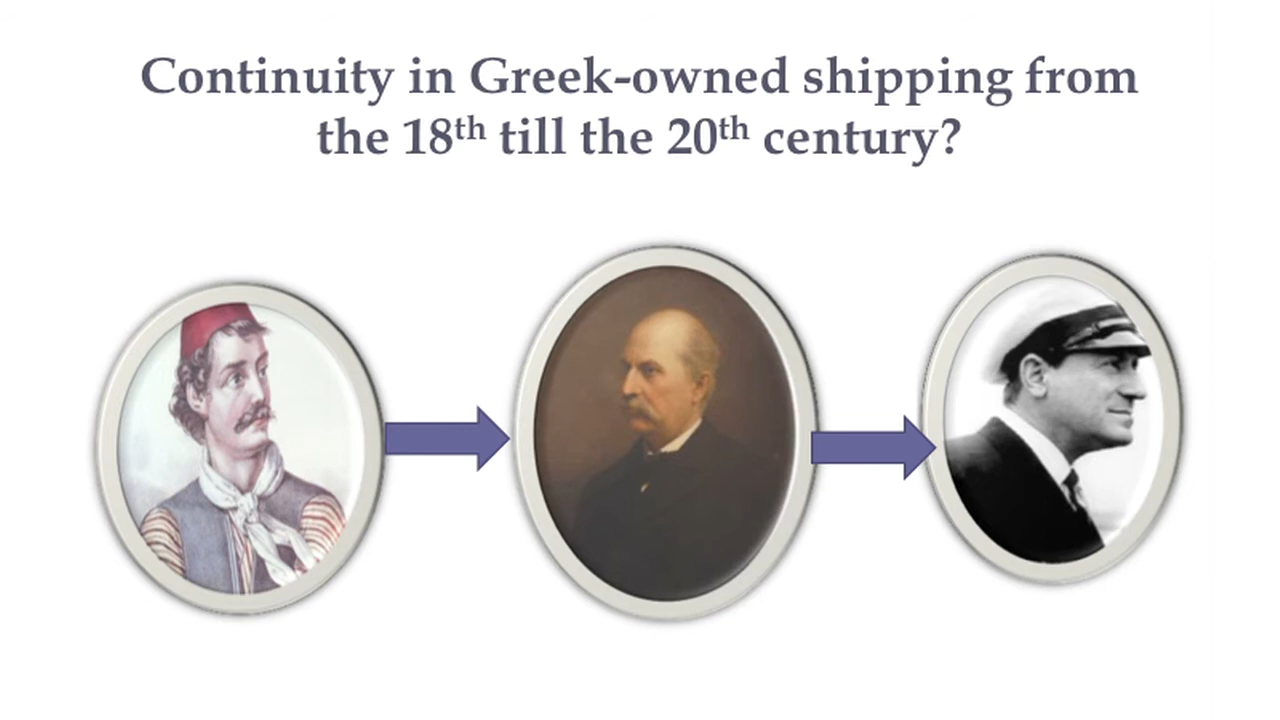 Continuity in Greek-owned shipping from
the 18th till the 20th century?